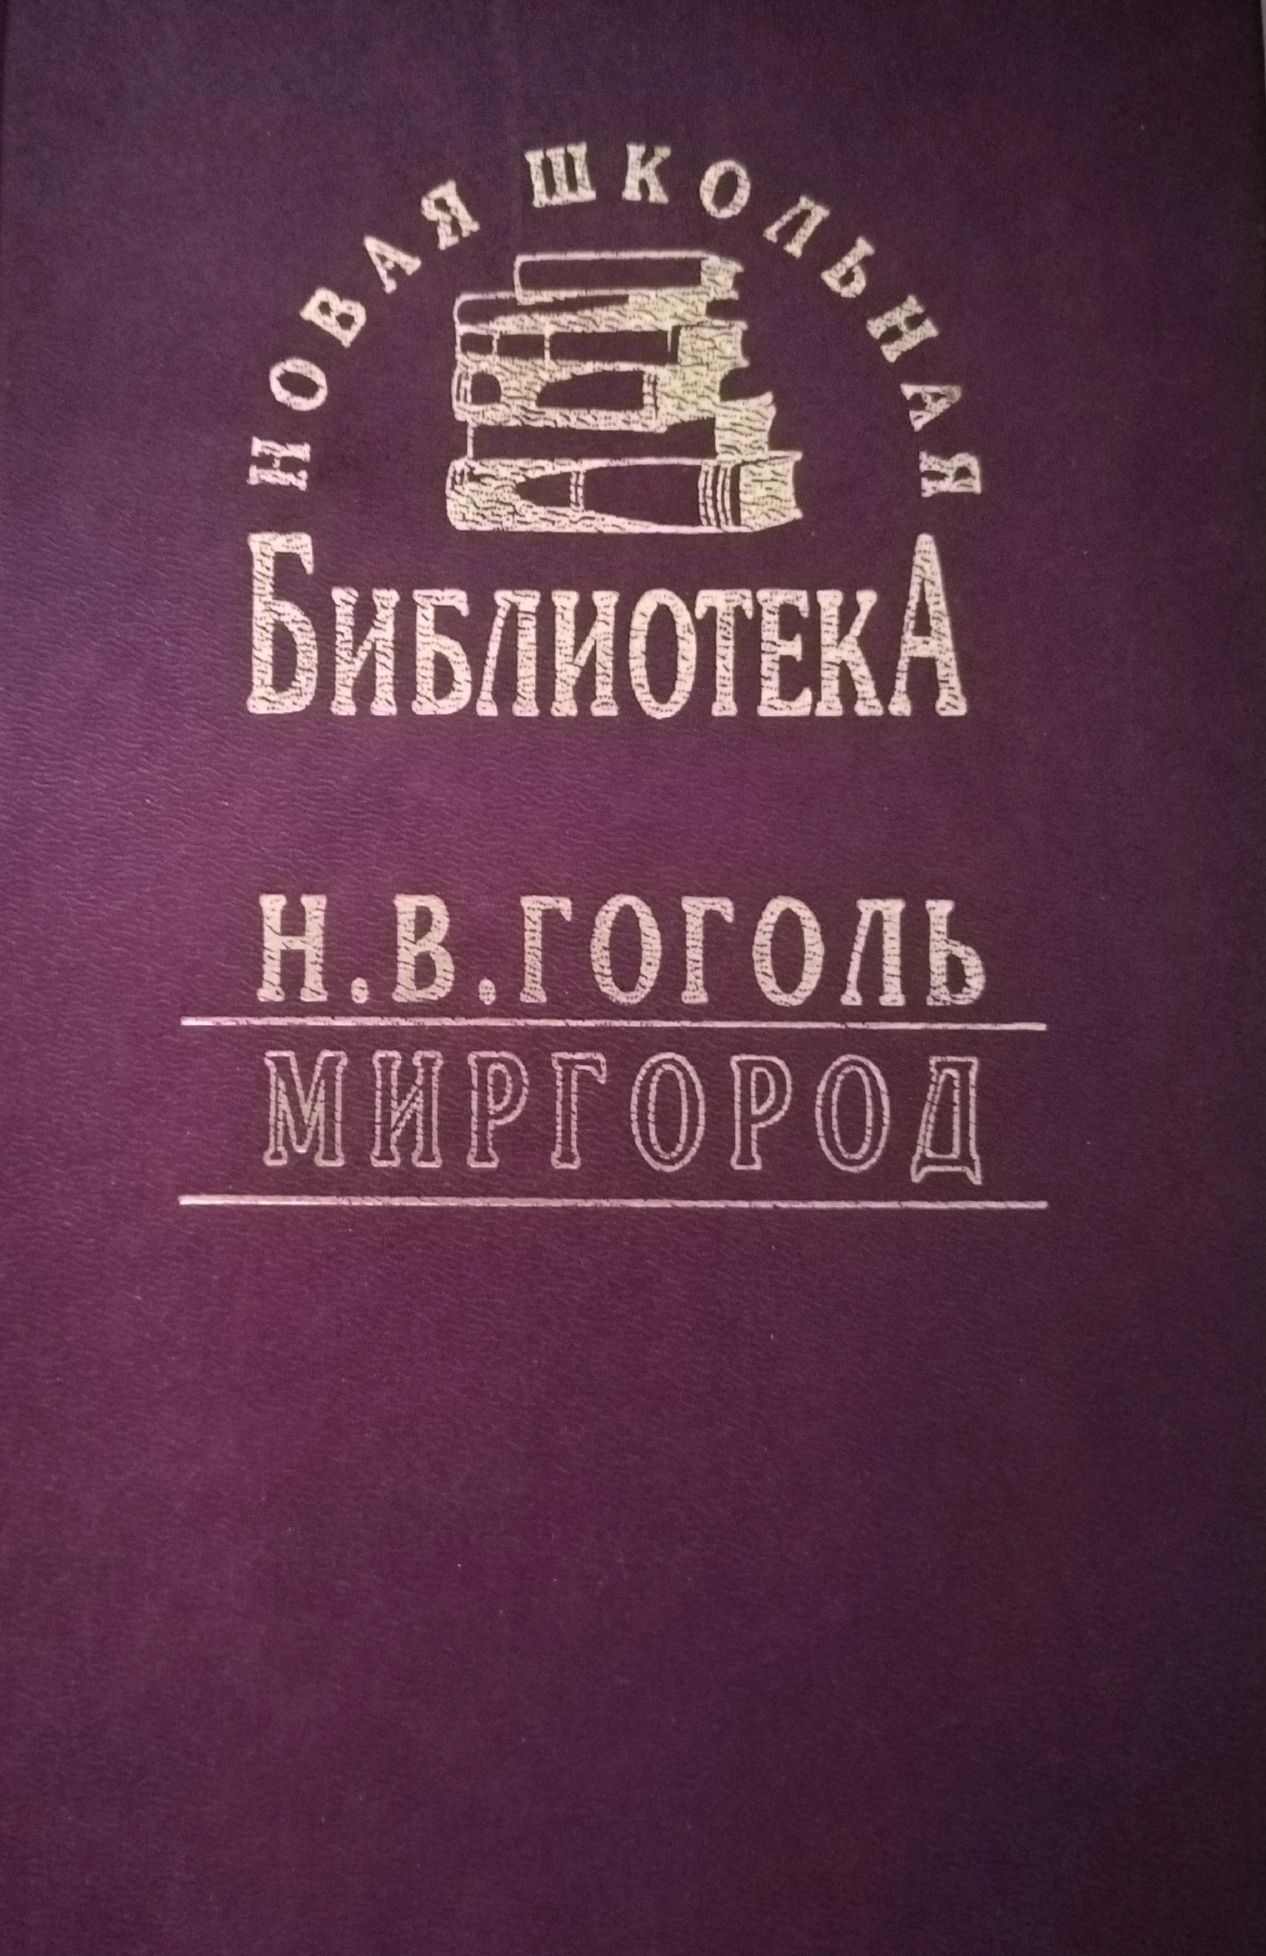 НОВАЯ ШКОЛЬНАЯ
БИБЛИОТЕКА
Н.В.ГОГОЛЬ
МИРГОРОД